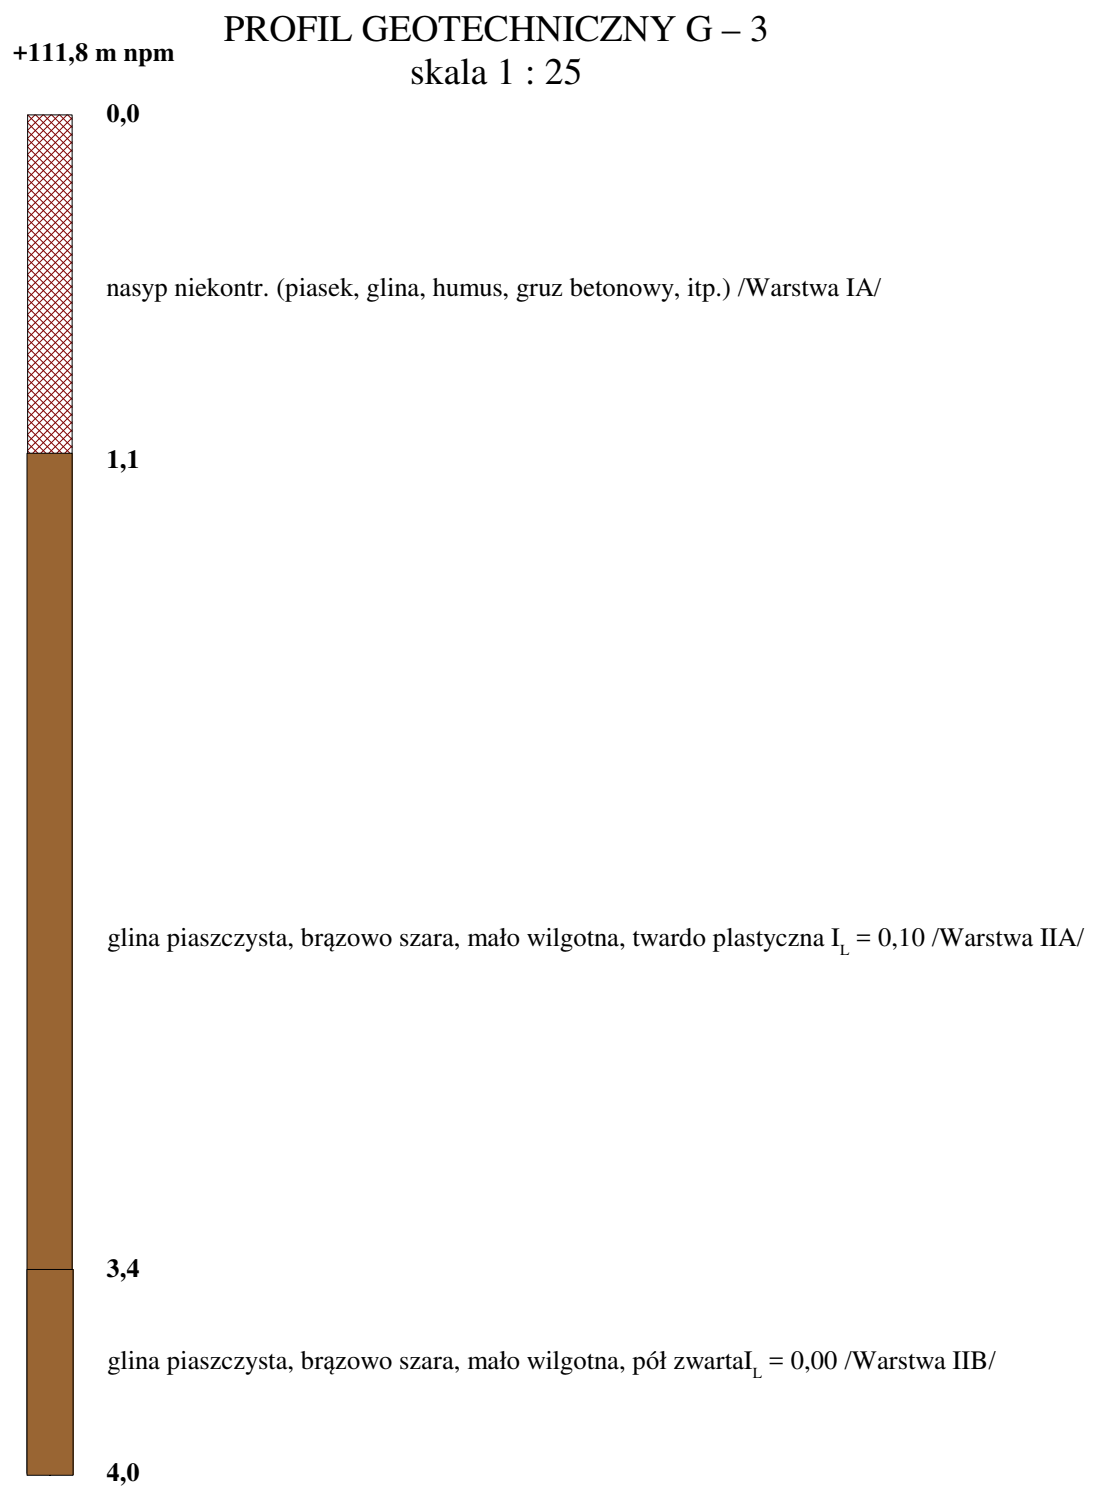 PROFIL GEOTECHNICZNY G – 3
+111,8 m npm
skala 1 : 25
0,0
nasyp niekontr. (piasek, glina, humus, gruz betonowy, itp.) /Warstwa IA/
1,1
glina piaszczysta, brązowo szara, mało wilgotna, twardo plastyczna I_L = 0,10 /Warstwa IIA/
3,4
glina piaszczysta, brązowo szara, mało wilgotna, pół zwartaI_L = 0,00 /Warstwa IIB/
4,0